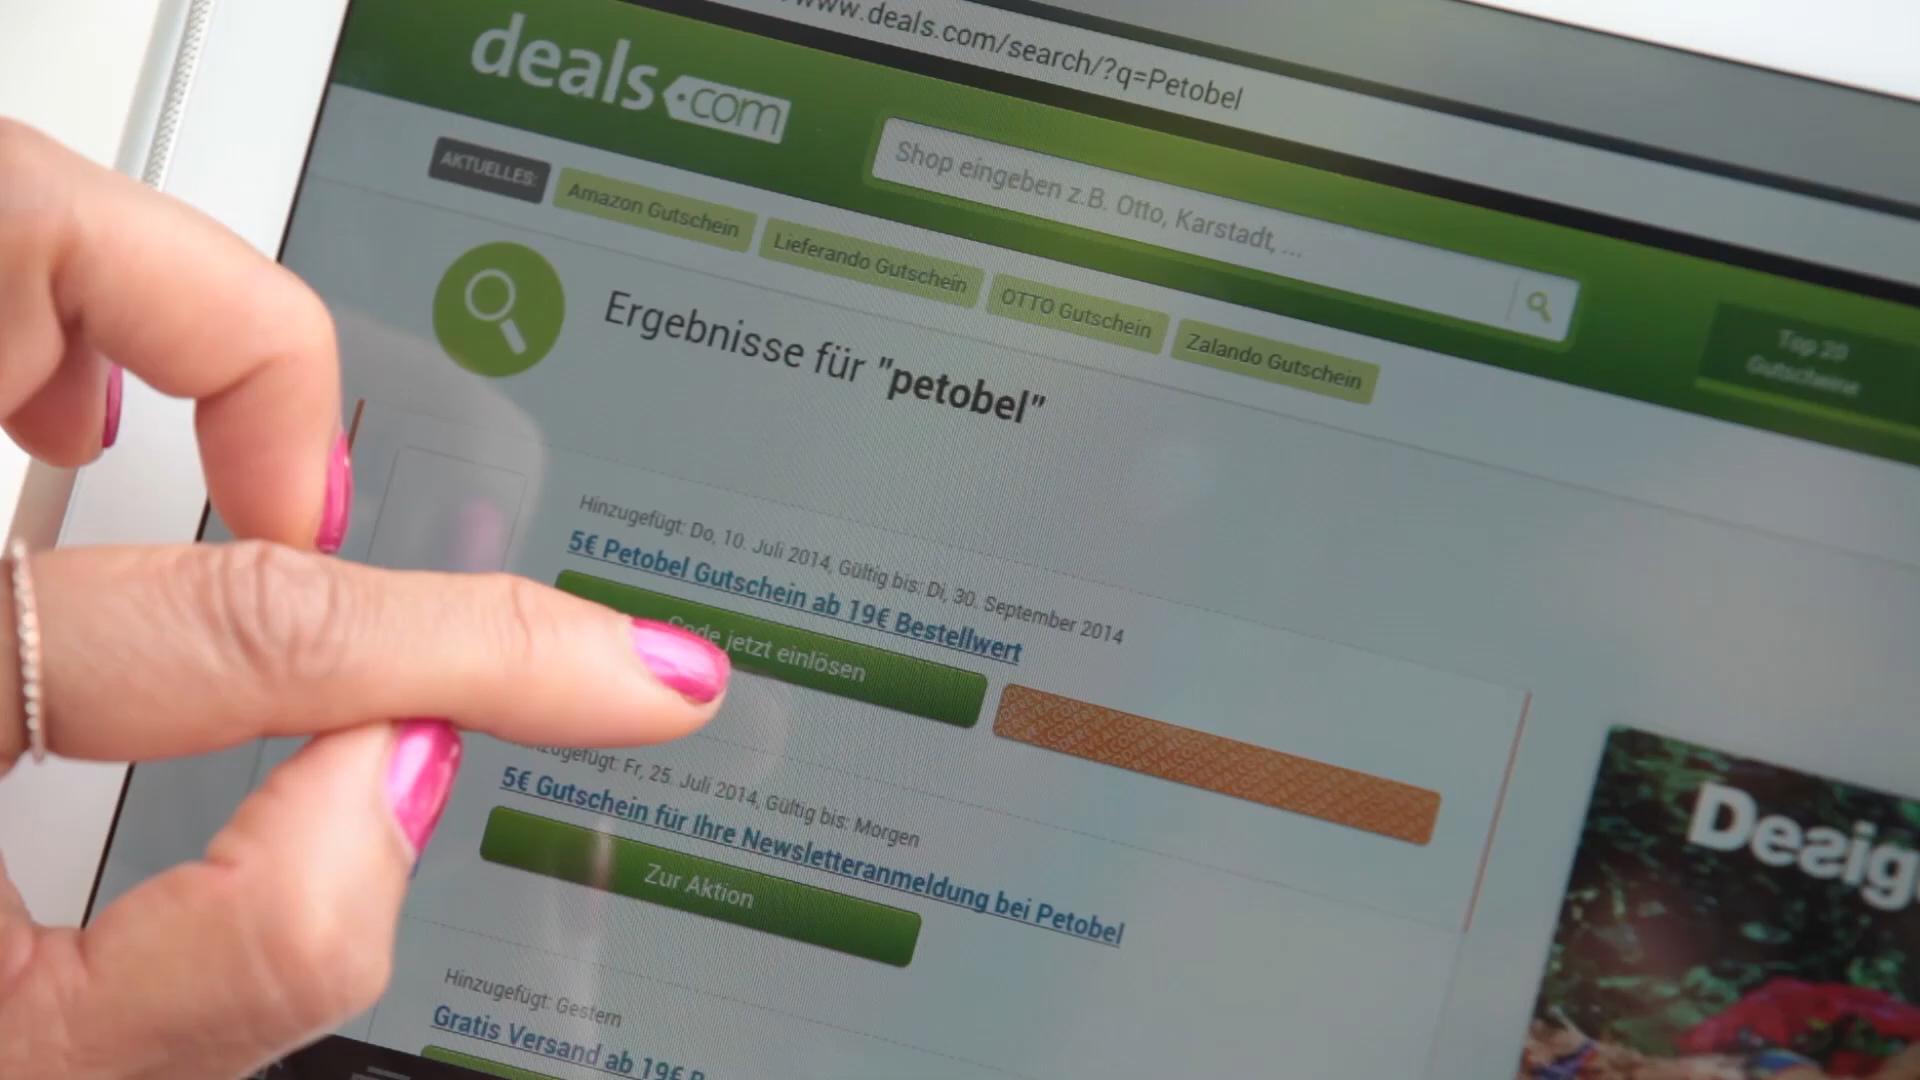 www.deals.com/search/?q=Petobel
deals.com
Shop eingeben z.B. Otto, Karstadt, ...
Top 20
Gutscheine
AKTUELLES:
Amazon Gutschein
Lieferando Gutschein
OTTO Gutschein
Zalando Gutschein
Ergebnisse für "petobel"
Hinzugefügt: Do, 10. Juli 2014, Gültig bis: Di, 30. September 2014
5€ Petobel Gutschein ab 19€ Bestellwert
Code jetzt einlösen
Hinzugefügt: Fr, 25. Juli 2014, Gültig bis: Morgen
5€ Gutschein für Ihre Newsletteranmeldung bei Petobel
Zur Aktion
Desig
Hinzugefügt: Gestern
Gratis Versand ab 19€